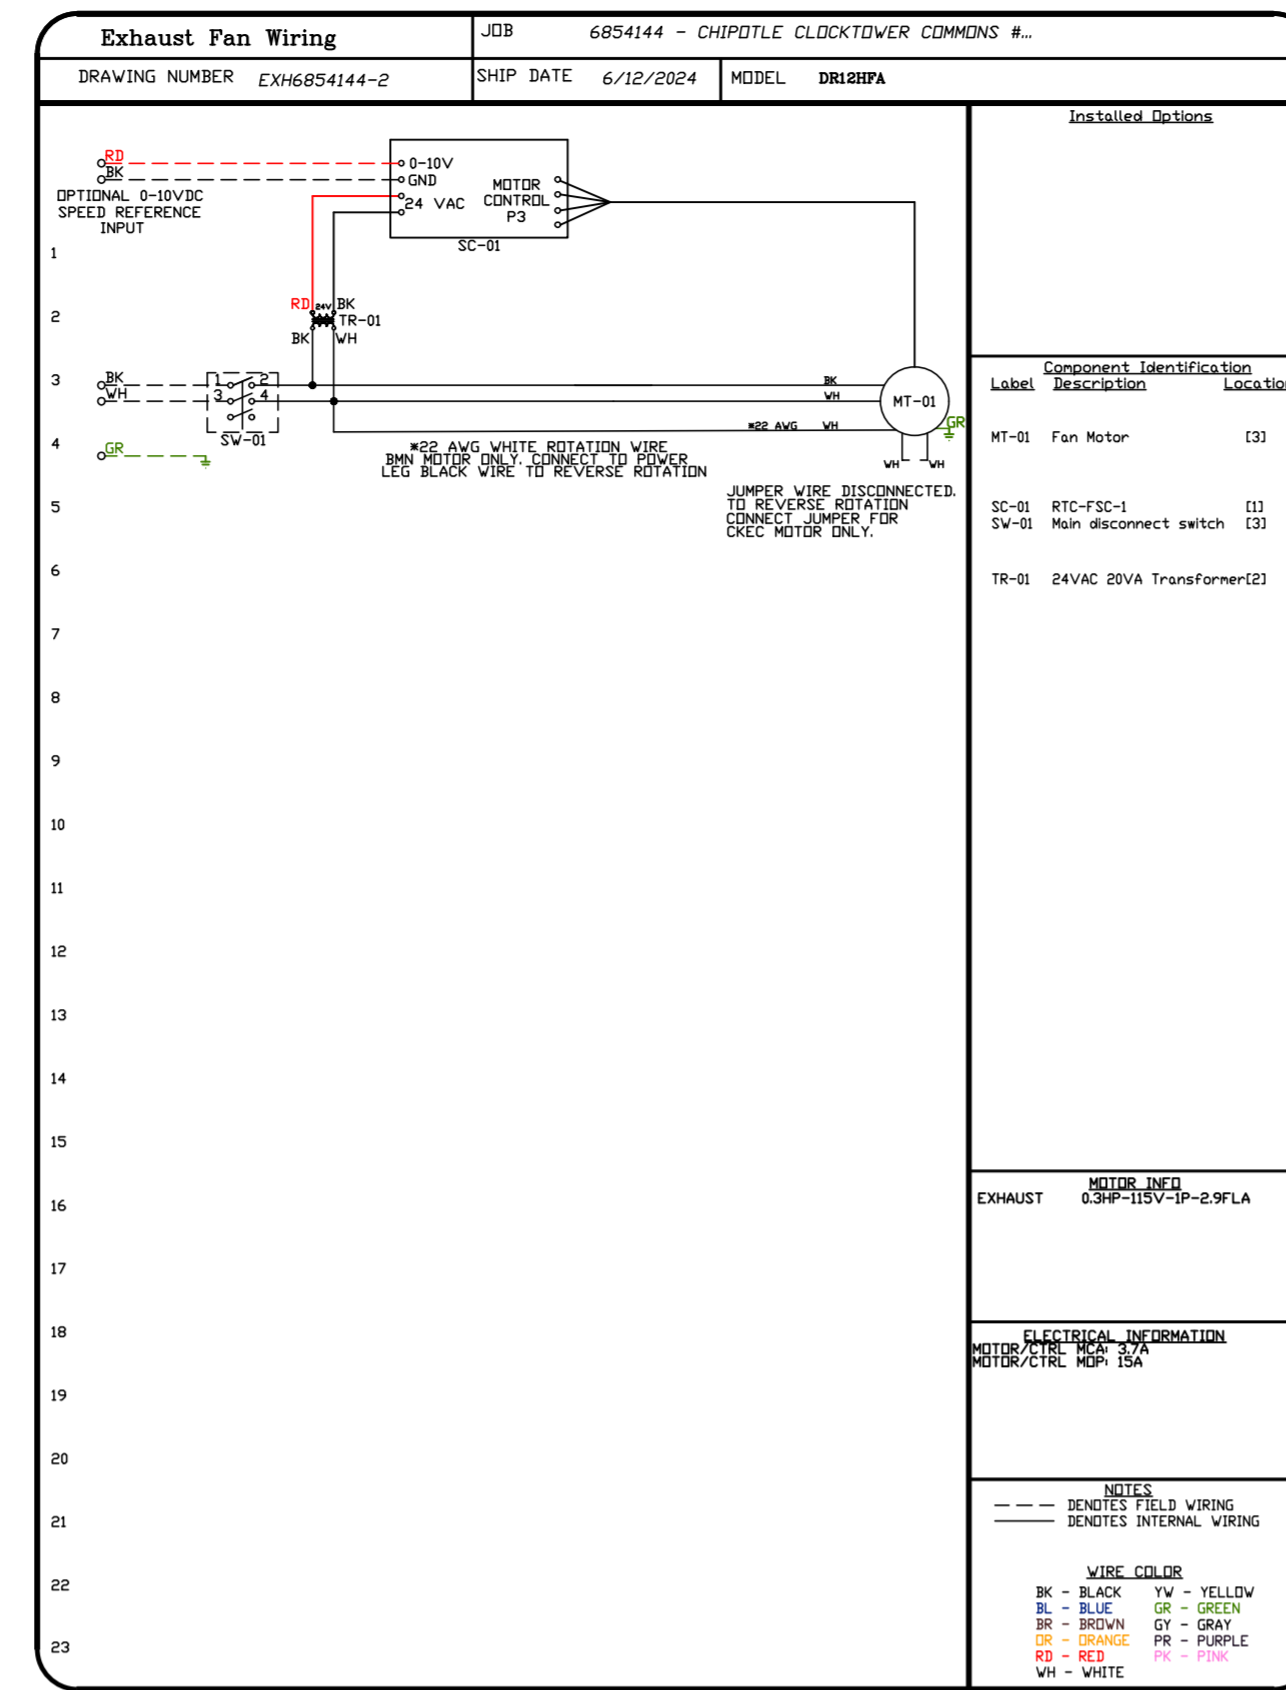 Exhaust Fan Wiring
JOB 6854144 - CHIPOTLE CLOCKTOWER COMMONS #...
DRAWING NUMBER EXH6854144-2
SHIP DATE 6/12/2024
MODEL DR12HFA
RD
BK
OPTIONAL 0-10VDC
SPEED REFERENCE
INPUT
0-10V
GND
24 VAC
MOTOR
CONTROL
P3
SC-01
RD 24V BK
TR-01
BK WH
BK
WH
1 2
3 4
SW-01
GR
BK
WH
*22 AWG WH
MT-01
GR
WH WH
*22 AWG WHITE ROTATION WIRE
BMN MOTOR ONLY. CONNECT TO POWER
LEG BLACK WIRE TO REVERSE ROTATION
JUMPER WIRE DISCONNECTED.
TO REVERSE ROTATION
CONNECT JUMPER FOR
CKEC MOTOR ONLY.
1
2
3
4
5
6
7
8
9
10
11
12
13
14
15
16
17
18
19
20
21
22
23
Installed Options
Component Identification
Label Description Location
MT-01 Fan Motor [3]
SC-01 RTC-FSC-1 [1]
SW-01 Main disconnect switch [3]
TR-01 24VAC 20VA Transformer[2]
MOTOR INFO
EXHAUST 0.3HP-115V-1P-2.9FLA
ELECTRICAL INFORMATION
MOTOR/CTRL MCA: 3.7A
MOTOR/CTRL MOP: 15A
NOTES
DENOTES FIELD WIRING
DENOTES INTERNAL WIRING
WIRE COLOR
BK - BLACK YW - YELLOW
BL - BLUE GR - GREEN
BR - BROWN GY - GRAY
OR - ORANGE PR - PURPLE
RD - RED PK - PINK
WH - WHITE